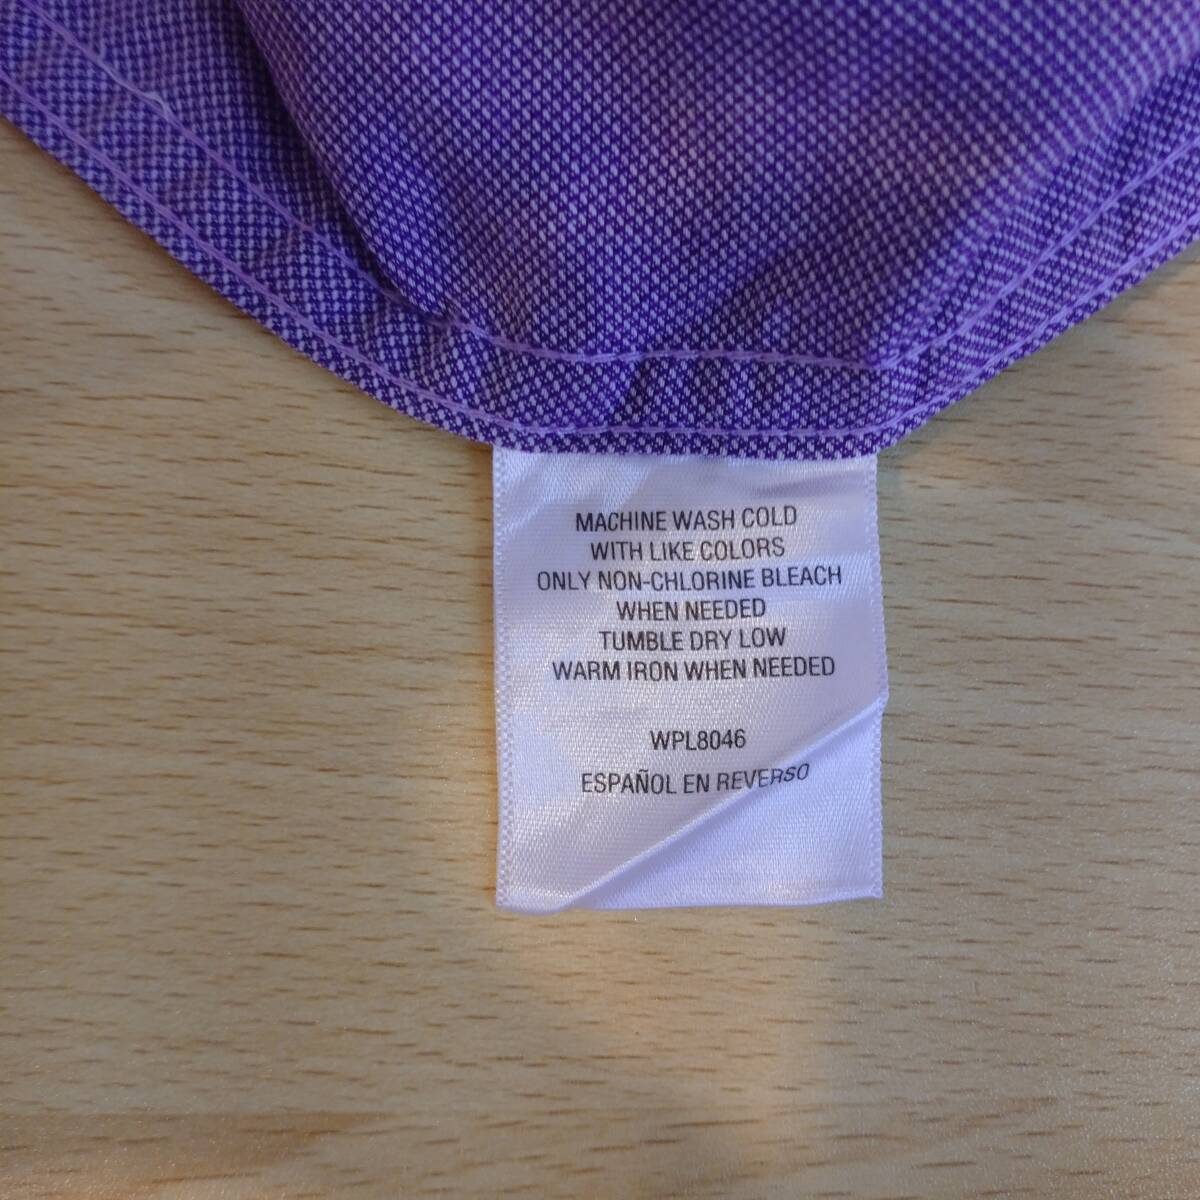 MACHINE WASH COLD
WITH LIKE COLORS
ONLY NON-CHLORINE BLEACH
WHEN NEEDED
TUMBLE DRY LOW
WARM IRON WHEN NEEDED
WPL8046
ESPAÑOL EN REVERSO